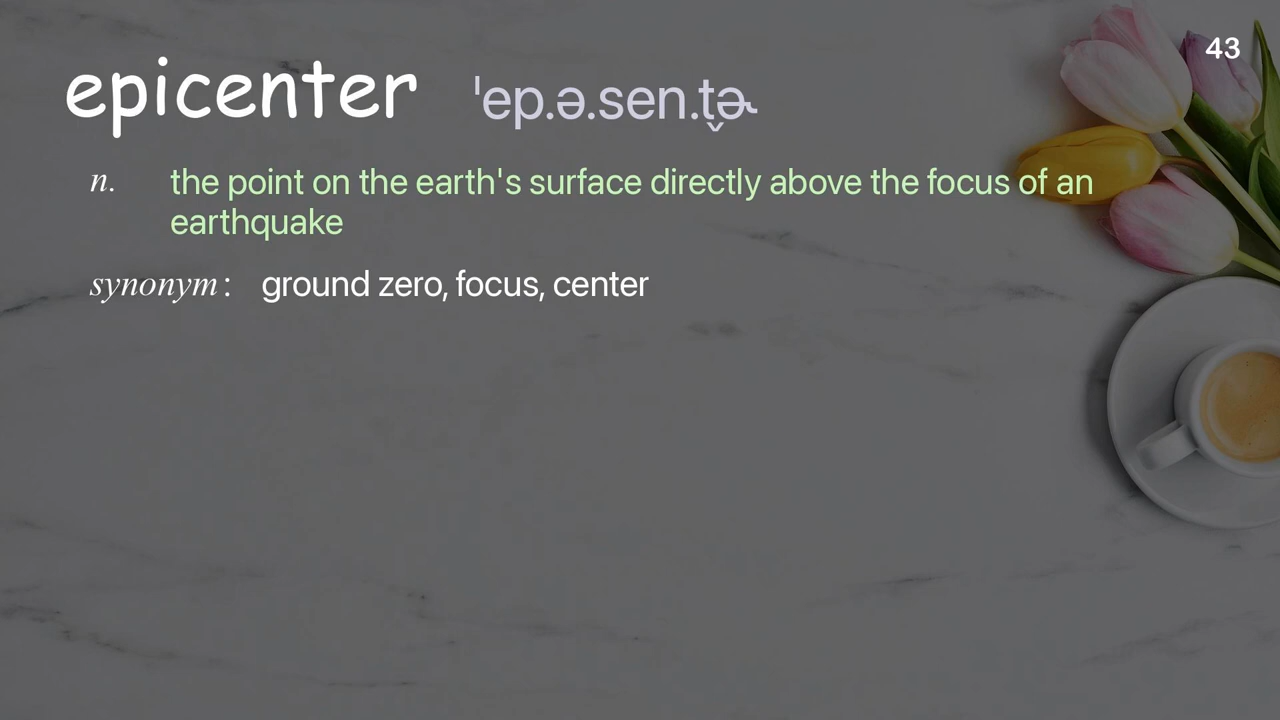 43
epicenter ˈep.ə.sen.t̬ɚ
n. the point on the earth's surface directly above the focus of an
earthquake
synonym : ground zero, focus, center